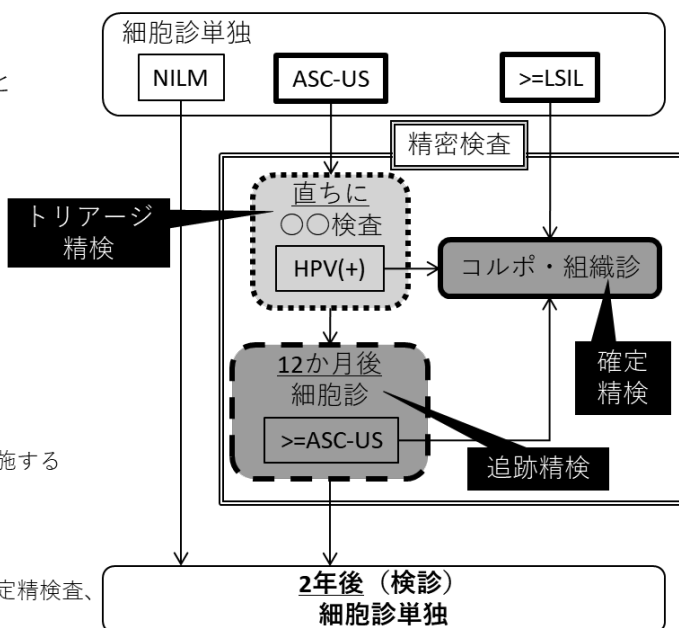 細胞診単独
と
NILM
ASC-US
>=LSIL
精密検査
直ちに
〇〇検査
トリアージ
精検
HPV(+)
コルポ・組織診
12か月後
細胞診
確定
精検
>=ASC-US
追跡精検
施する
2年後（検診）
定精検査、
細胞診単独